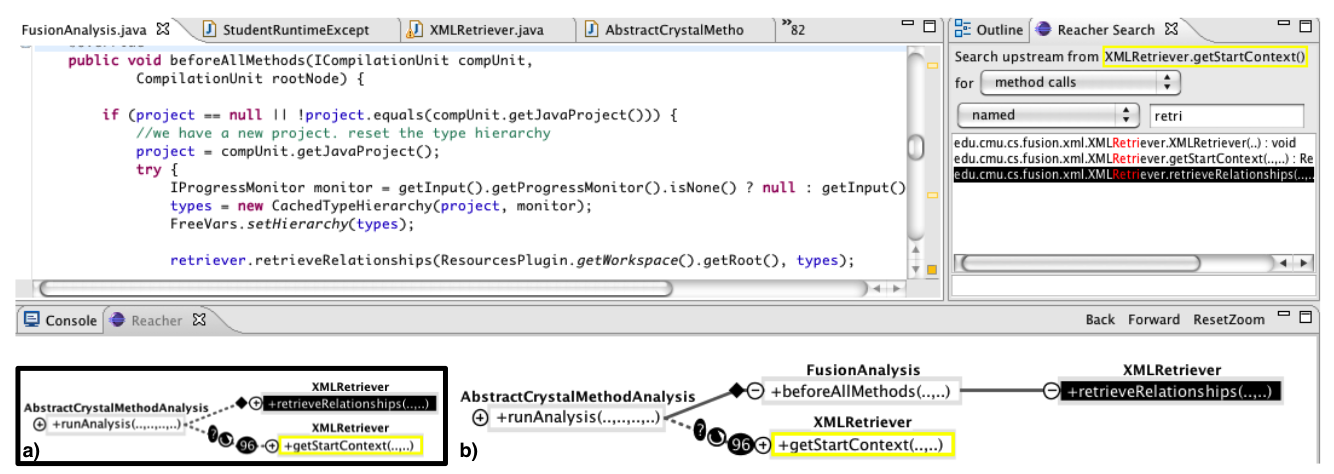 FusionAnalysis.java
StudentRuntimeExcept
XMLRetriever.java
AbstractCrystalMetho
»82
public void beforeAllMethods(ICompilationUnit compUnit,
CompilationUnit rootNode) {
if (project == null || !project.equals(compUnit.getJavaProject())) {
//we have a new project. reset the type hierarchy
project = compUnit.getJavaProject();
try {
IProgressMonitor monitor = getInput().getProgressMonitor().isNone() ? null : getInput()
types = new CachedTypeHierarchy(project, monitor);
FreeVars.setHierarchy(types);
retriever.retrieveRelationships(ResourcesPlugin.getWorkspace().getRoot(), types);
Outline
Reacher Search
Search upstream from XMLRetriever.getStartContext()
for method calls
named retri
edu.cmu.cs.fusion.xml.XMLRetriever.XMLRetriever(..) : void
edu.cmu.cs.fusion.xml.XMLRetriever.getStartContext(..,..) : Re
edu.cmu.cs.fusion.xml.XMLRetriever.retrieveRelationships(..,..
Console
Reacher
Back Forward ResetZoom
XMLRetriever
+retrieveRelationships(..,..)
AbstractCrystalMethodAnalysis
+runAnalysis(..,..,..,..)
XMLRetriever
? 96 +getStartContext(..,..)
a)
FusionAnalysis
+beforeAllMethods(..,..)
XMLRetriever
+retrieveRelationships(..,..)
AbstractCrystalMethodAnalysis
+runAnalysis(..,..,..,..)
XMLRetriever
? 96 +getStartContext(..,..)
b)